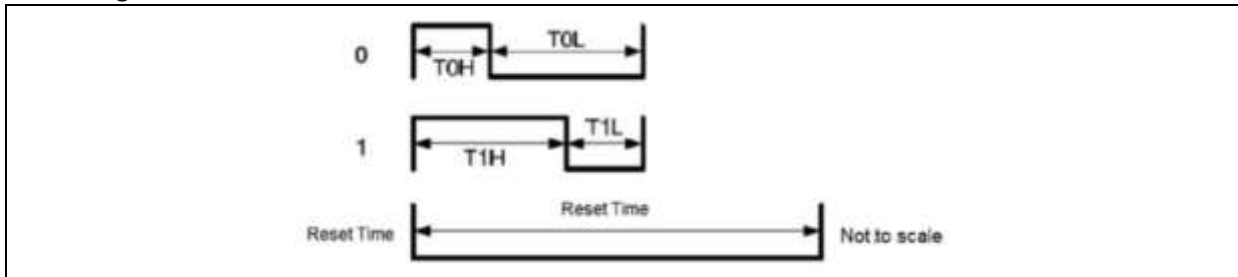 0 T0H T0L
1 T1H T1L
Reset Time Reset Time Not to scale